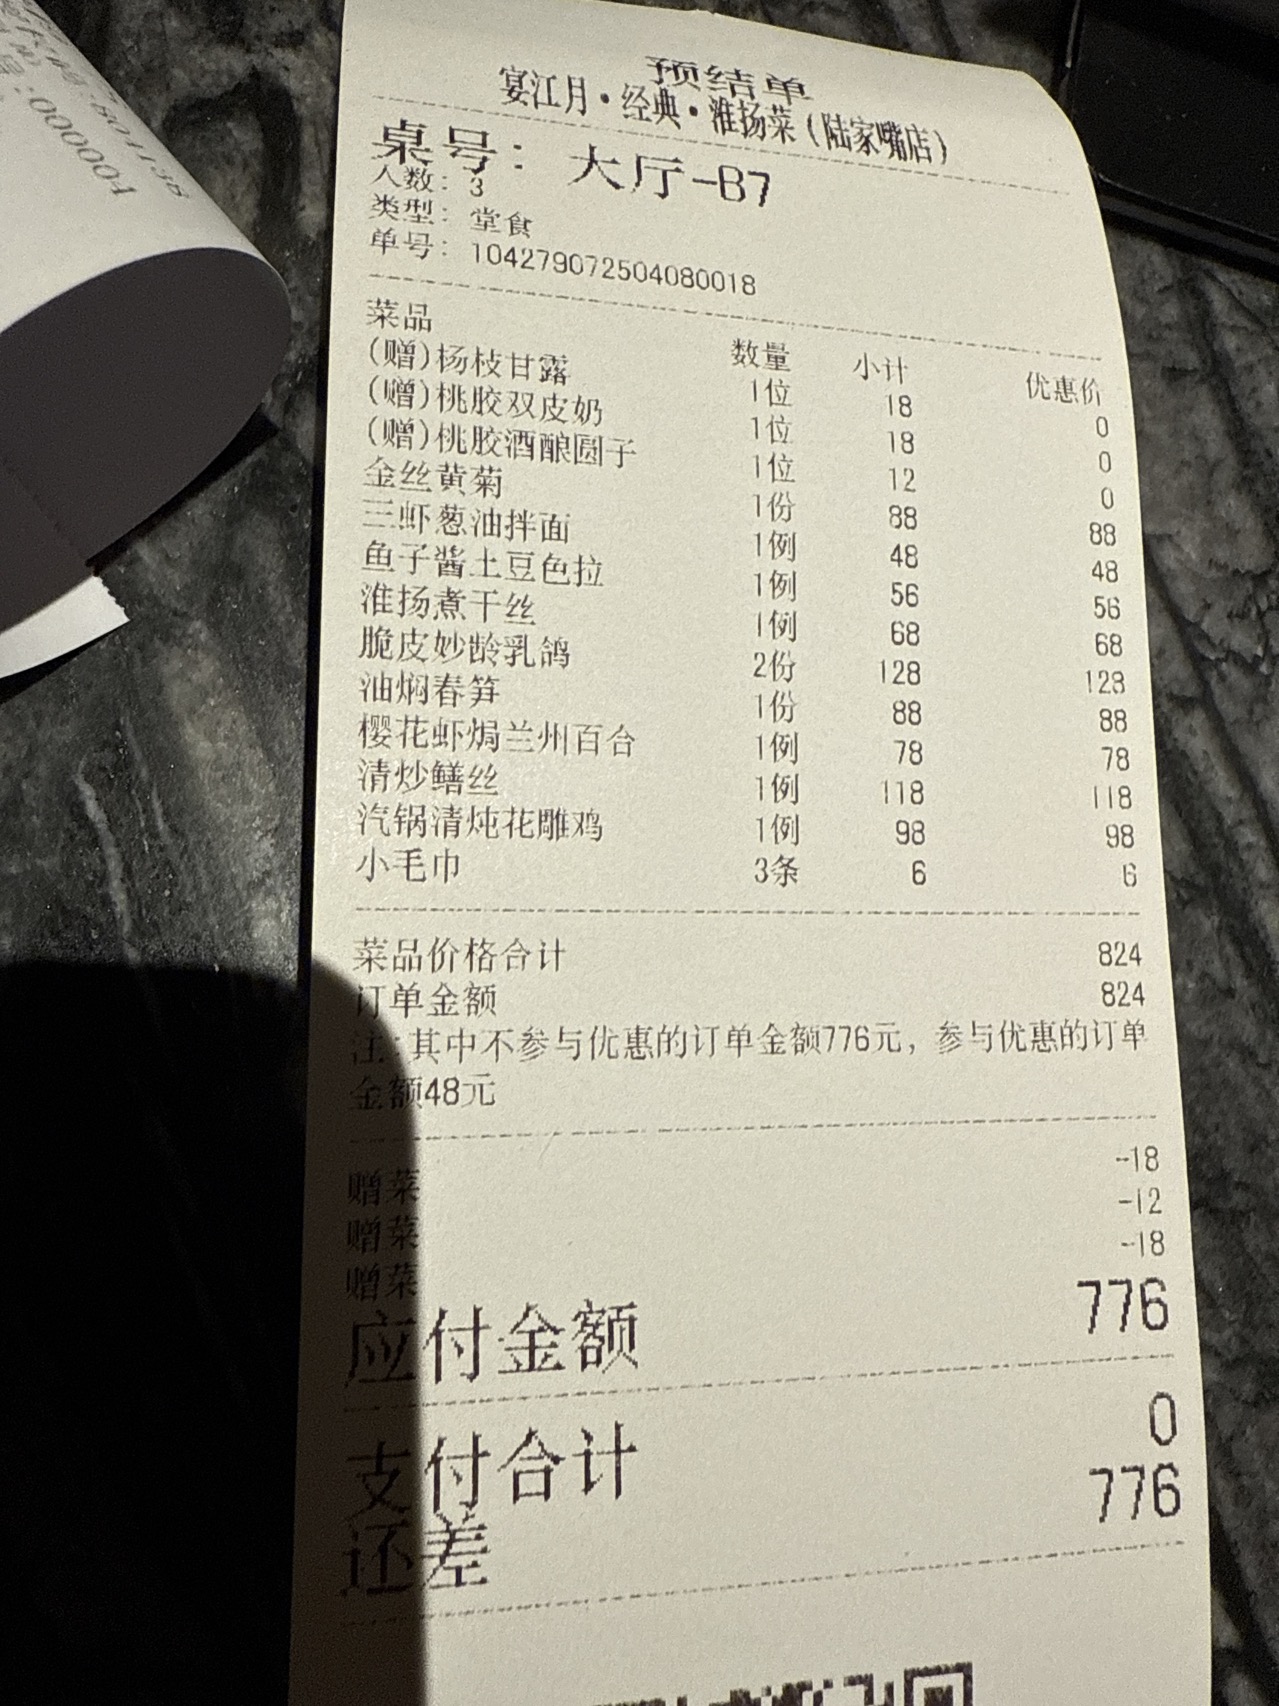 :8041138
:000004
预结单
宴江月·经典·淮扬菜(陆家嘴店)
桌号: 大厅-B7
人数: 3
类型: 堂食
单号: 104279072504080018
菜品 数量 小计 优惠价
(赠)杨枝甘露 1位 18 0
(赠)桃胶双皮奶 1位 18 0
(赠)桃胶酒酿圆子 1位 12 0
金丝黄菊 1份 88 88
三虾葱油拌面 1例 48 48
鱼子酱土豆色拉 1例 56 56
淮扬煮干丝 1例 68 68
脆皮妙龄乳鸽 2份 128 128
油焖春笋 1份 88 88
樱花虾焗兰州百合 1例 78 78
清炒鳝丝 1例 118 118
汽锅清炖花雕鸡 1例 98 98
小毛巾 3条 6 6
菜品价格合计 824
订单金额 824
注:其中不参与优惠的订单金额776元, 参与优惠的订单
金额48元
赠菜 -18
赠菜 -12
赠菜 -18
应付金额 776
支付合计 0
还差 776